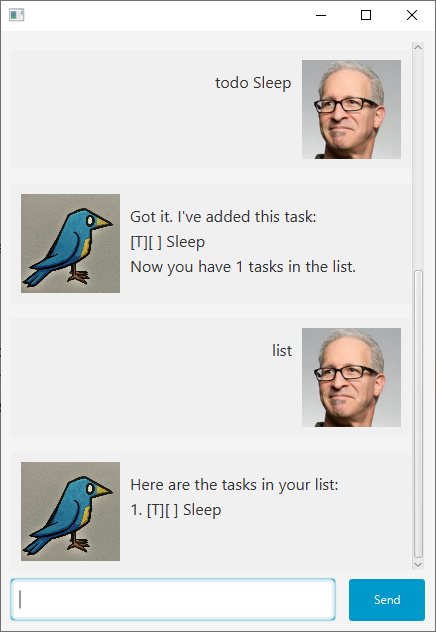 todo Sleep
Got it. I've added this task:
[T][ ] Sleep
Now you have 1 tasks in the list.
list
Here are the tasks in your list:
1. [T][ ] Sleep
Send